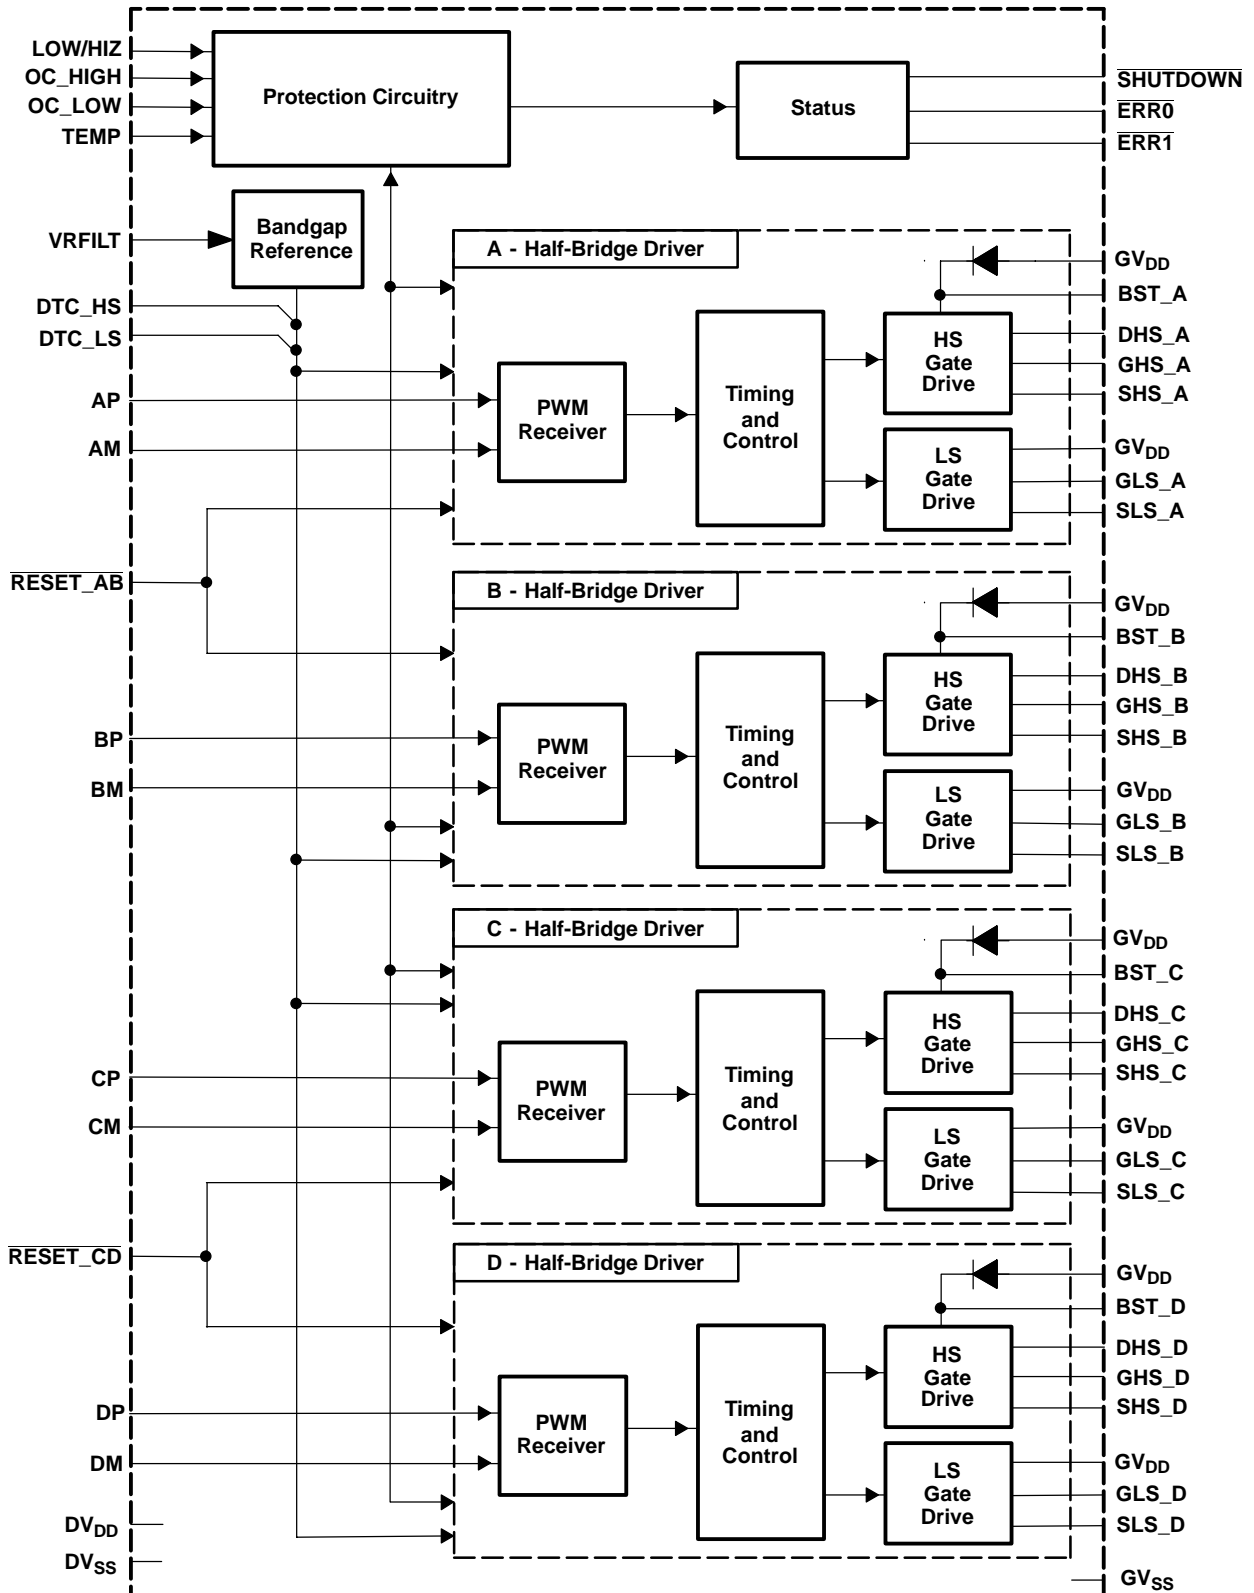 LOW/HIZ
OC_HIGH
OC_LOW
TEMP
Protection Circuitry
Status
SHUTDOWN
ERR0
ERR1
VRFILT
Bandgap
Reference
DTC_HS
DTC_LS
A - Half-Bridge Driver
AP
AM
PWM
Receiver
Timing
and
Control
HS
Gate
Drive
LS
Gate
Drive
GVDD
BST_A
DHS_A
GHS_A
SHS_A
GVDD
GLS_A
SLS_A
RESET_AB
B - Half-Bridge Driver
BP
BM
PWM
Receiver
Timing
and
Control
HS
Gate
Drive
LS
Gate
Drive
GVDD
BST_B
DHS_B
GHS_B
SHS_B
GVDD
GLS_B
SLS_B
C - Half-Bridge Driver
CP
CM
PWM
Receiver
Timing
and
Control
HS
Gate
Drive
LS
Gate
Drive
GVDD
BST_C
DHS_C
GHS_C
SHS_C
GVDD
GLS_C
SLS_C
RESET_CD
D - Half-Bridge Driver
DP
DM
PWM
Receiver
Timing
and
Control
HS
Gate
Drive
LS
Gate
Drive
GVDD
BST_D
DHS_D
GHS_D
SHS_D
GVDD
GLS_D
SLS_D
DVDD
DVSS
GVSS